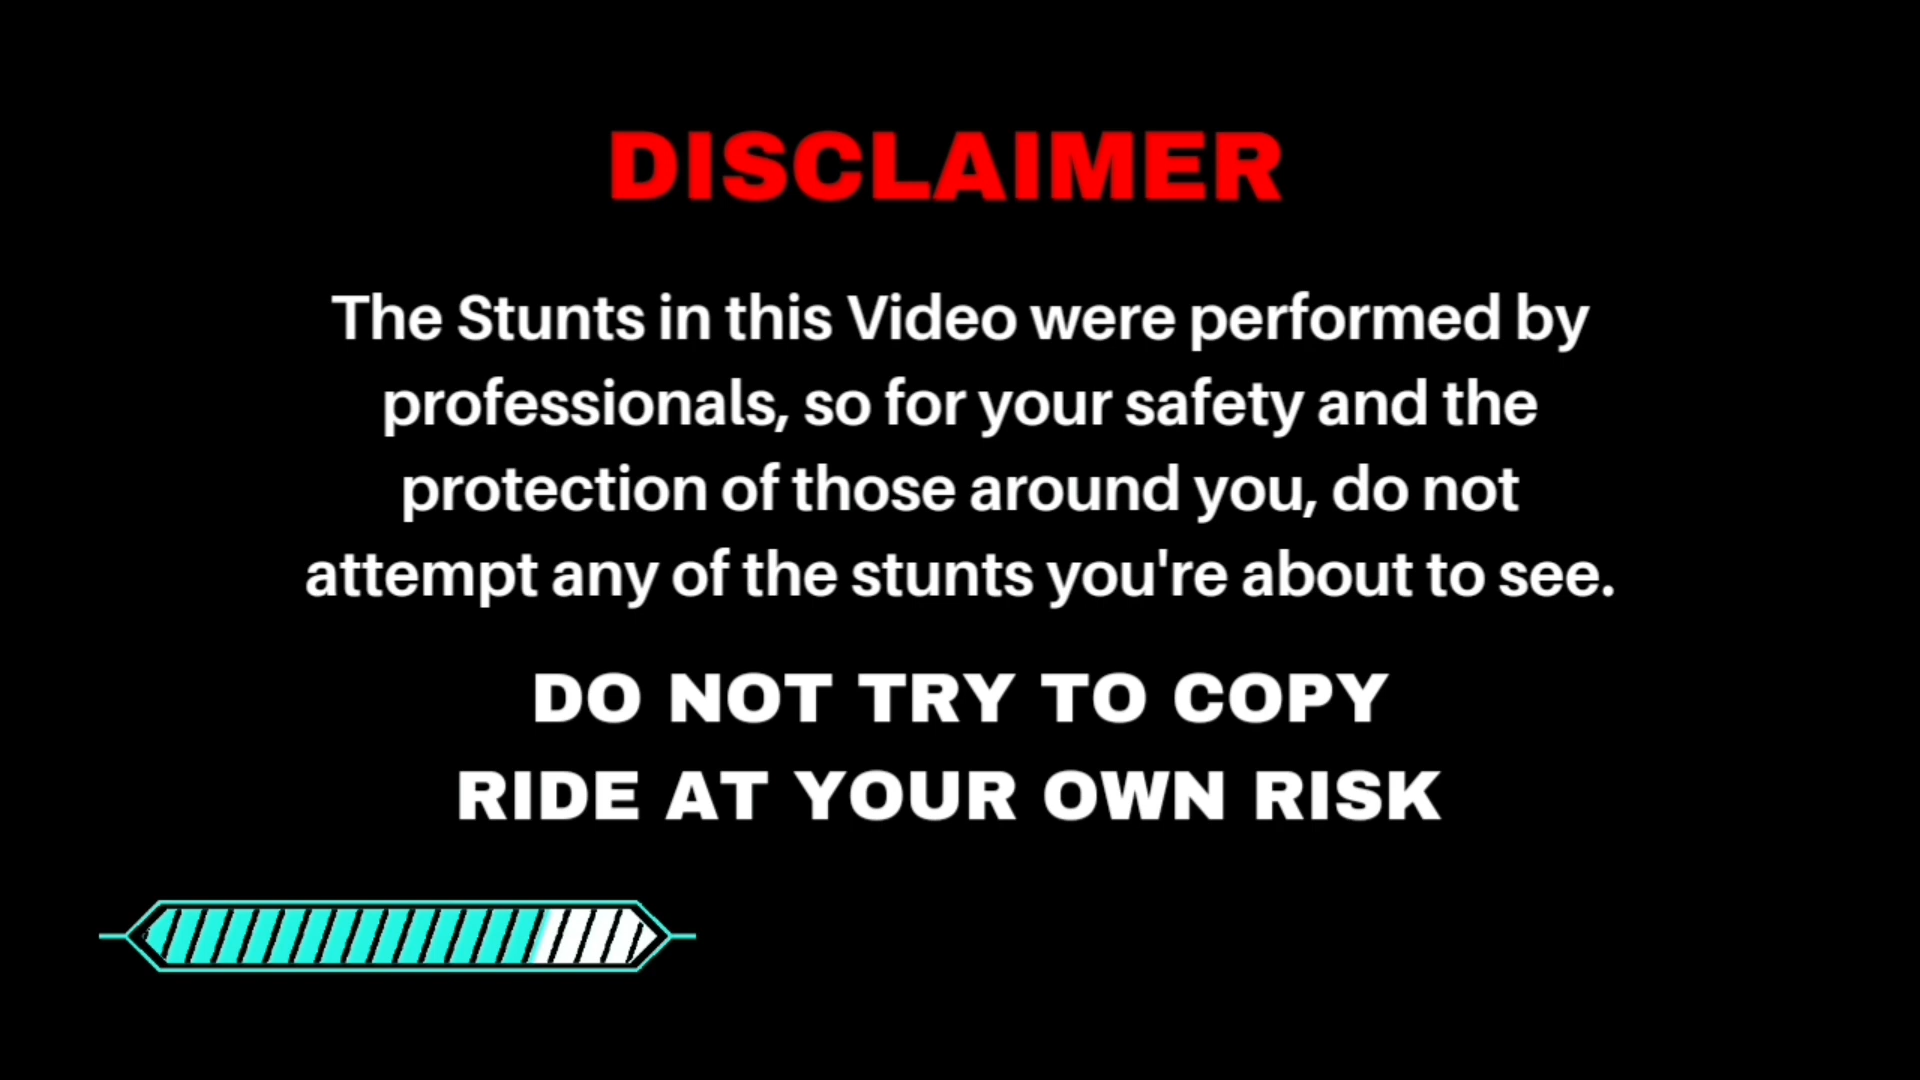 DISCLAIMER
The Stunts in this Video were performed by
professionals, so for your safety and the
protection of those around you, do not
attempt any of the stunts you're about to see.
DO NOT TRY TO COPY
RIDE AT YOUR OWN RISK